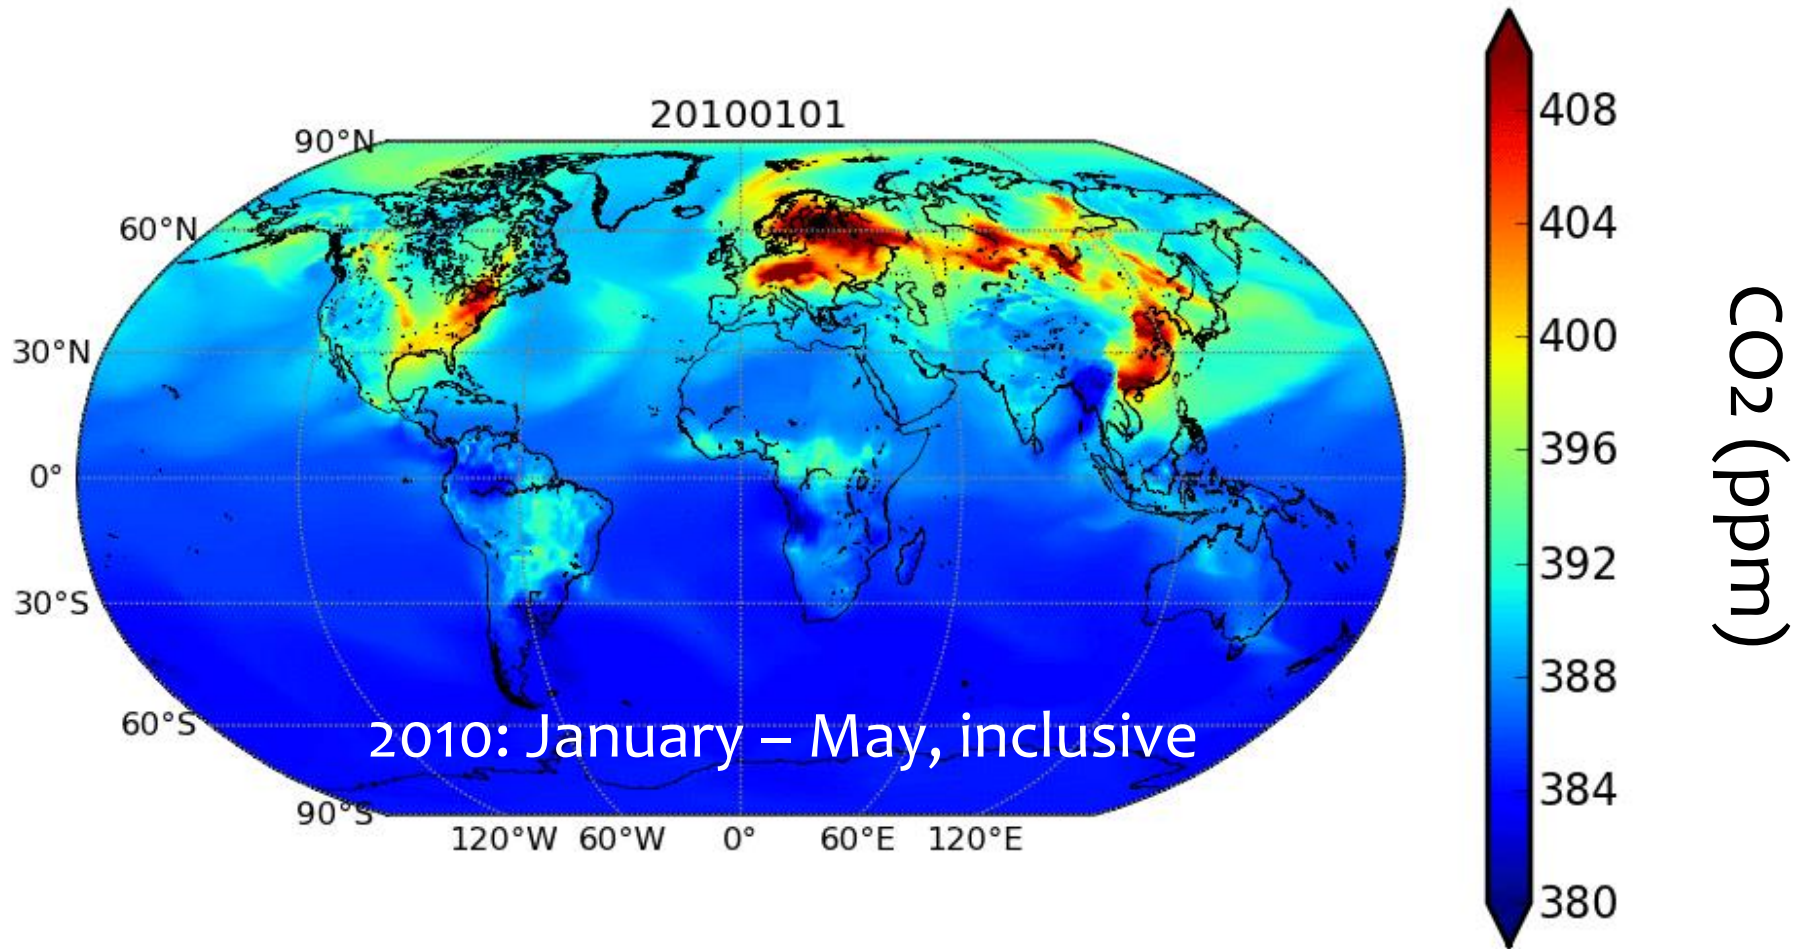 20100101
90°N
60°N
30°N
0°
30°S
60°S
90°S
2010: January – May, inclusive
120°W 60°W 0° 60°E 120°E
408
404
400
396
392
388
384
380
CO2 (ppm)